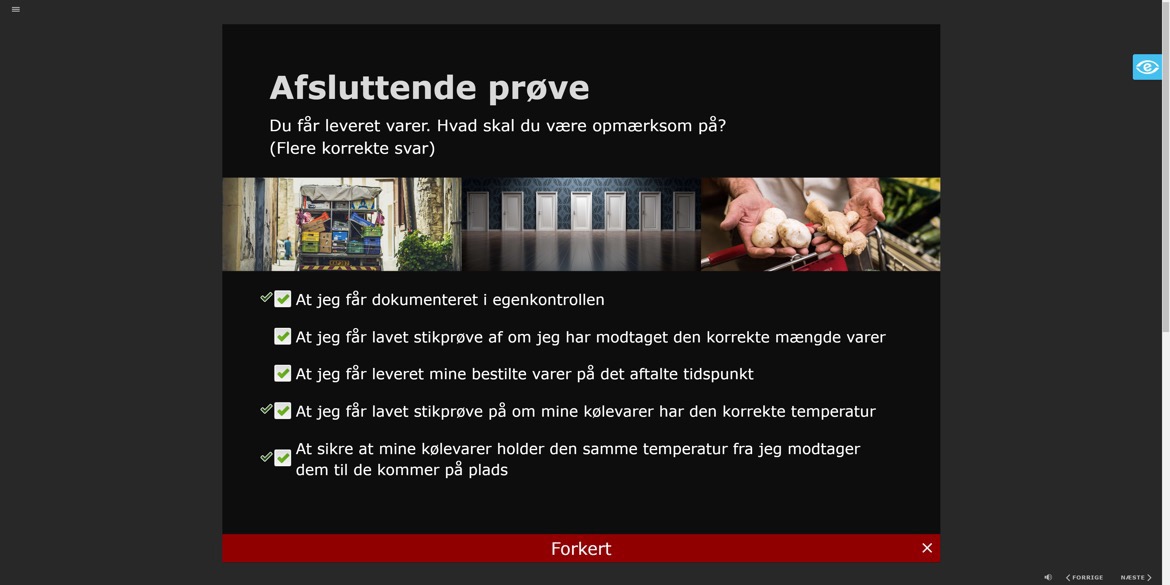 Afsluttende prøve
Du får leveret varer. Hvad skal du være opmærksom på?
(Flere korrekte svar)
At jeg får dokumenteret i egenkontrollen
At jeg får lavet stikprøve af om jeg har modtaget den korrekte mængde varer
At jeg får leveret mine bestilte varer på det aftalte tidspunkt
At jeg får lavet stikprøve på om mine kølevarer har den korrekte temperatur
At sikre at mine kølevarer holder den samme temperatur fra jeg modtager
dem til de kommer på plads
Forkert
FORRIGE
NÆSTE